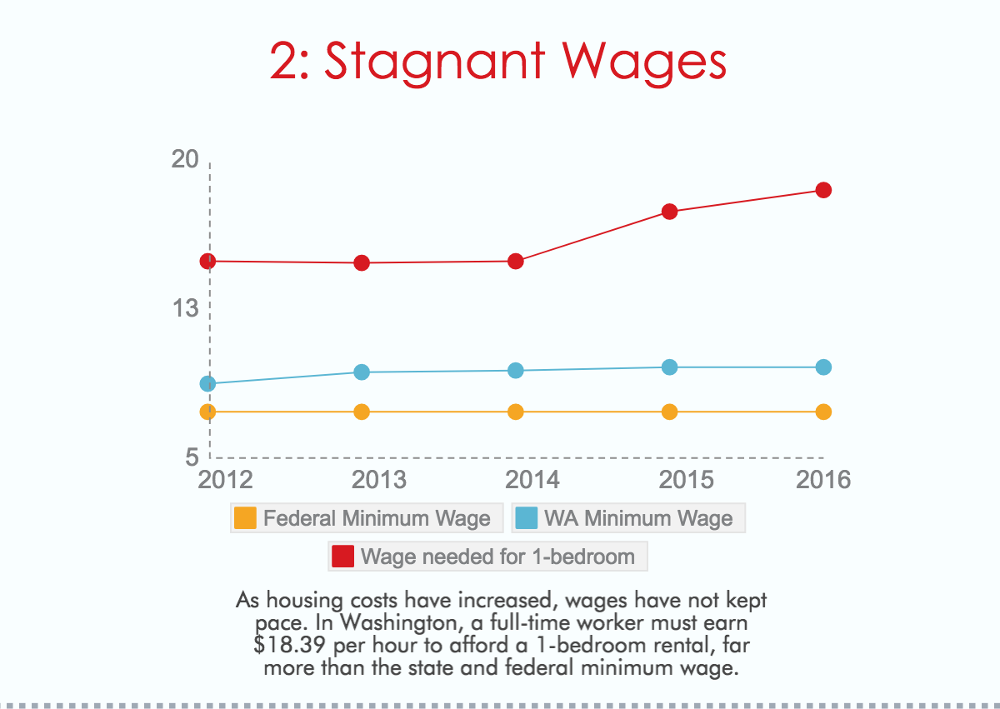 2: Stagnant Wages
20
13
5
2012 2013 2014 2015 2016
Federal Minimum Wage WA Minimum Wage
Wage needed for 1-bedroom
As housing costs have increased, wages have not kept
pace. In Washington, a full-time worker must earn
$18.39 per hour to afford a 1-bedroom rental, far
more than the state and federal minimum wage.